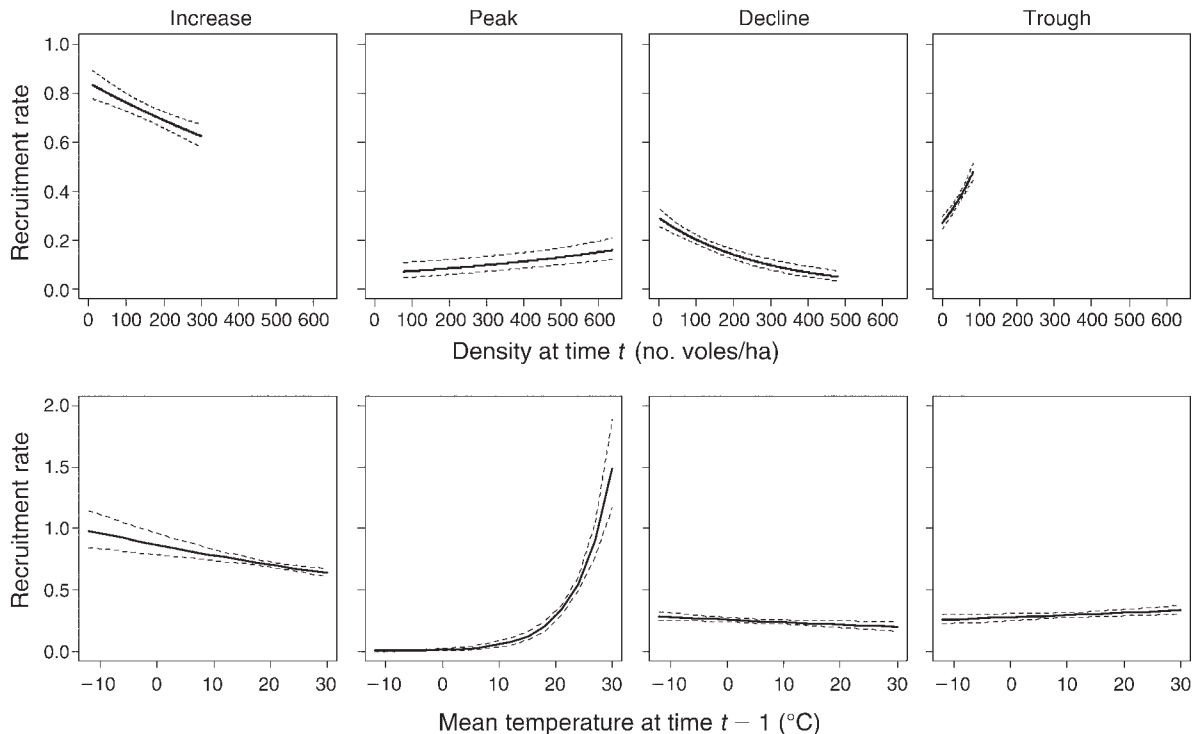 Increase Peak Decline Trough
Recruitment rate
1.0
0.8
0.6
0.4
0.2
0.0
0 100 200 300 400 500 600 0 100 200 300 400 500 600 0 100 200 300 400 500 600 0 100 200 300 400 500 600
Density at time t (no. voles/ha)
Recruitment rate
2.0
1.5
1.0
0.5
0.0
−10 0 10 20 30 −10 0 10 20 30 −10 0 10 20 30 −10 0 10 20 30
Mean temperature at time t − 1 (°C)